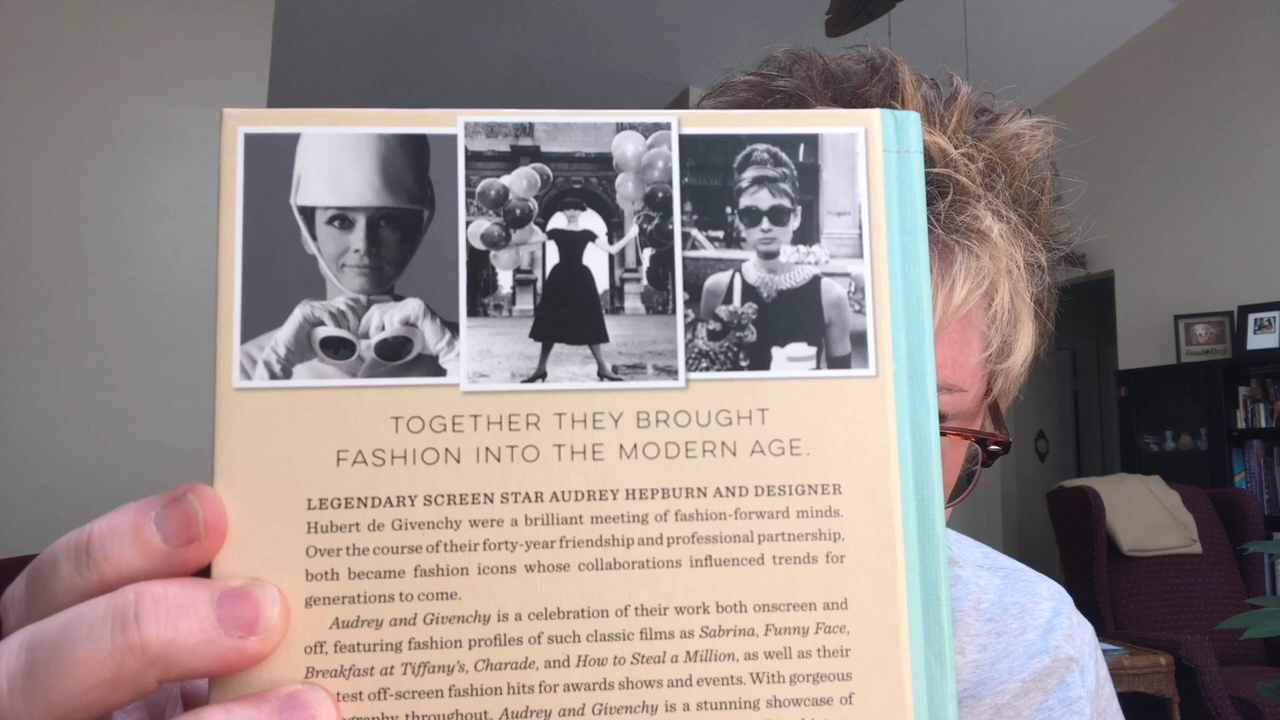 TOGETHER THEY BROUGHT
FASHION INTO THE MODERN AGE.
LEGENDARY SCREEN STAR AUDREY HEPBURN AND DESIGNER
Hubert de Givenchy were a brilliant meeting of fashion-forward minds.
Over the course of their forty-year friendship and professional partnership,
both became fashion icons whose collaborations influenced trends for
generations to come.
Audrey and Givenchy is a celebration of their work both onscreen and
off, featuring fashion profiles of such classic films as Sabrina, Funny Face,
Breakfast at Tiffany's, Charade, and How to Steal a Million, as well as their
test off-screen fashion hits for awards shows and events. With gorgeous
throughout, Audrey and Givenchy is a stunning showcase of